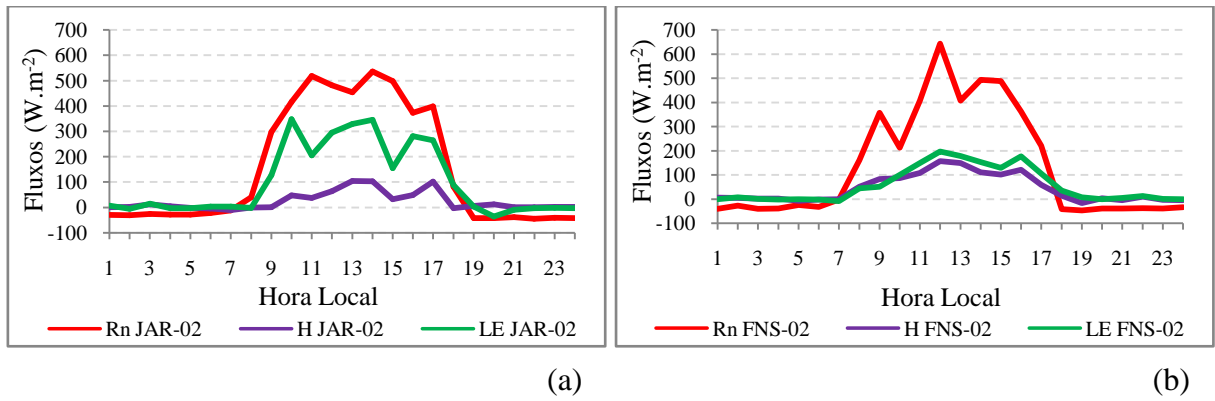 700
600
500
400
300
200
100
0
-100
Fluxos (W.m-2)
1 3 5 7 9 11 13 15 17 19 21 23
Hora Local
Rn JAR-02 H JAR-02 LE JAR-02
(a)
700
600
500
400
300
200
100
0
-100
Fluxos (W.m-2)
1 3 5 7 9 11 13 15 17 19 21 23
Hora Local
Rn FNS-02 H FNS-02 LE FNS-02
(b)